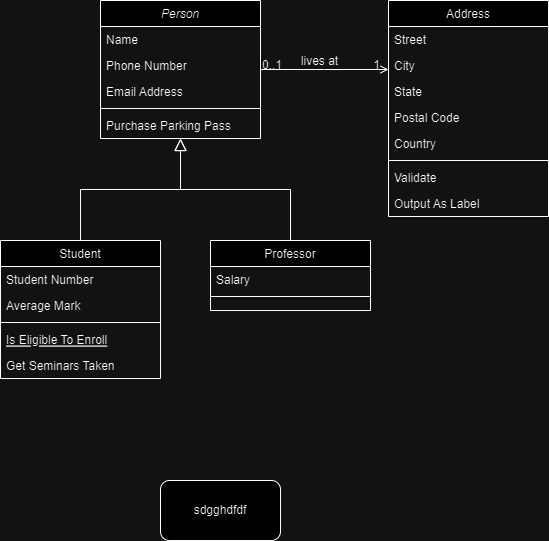 Person
Name
Phone Number
Email Address
Purchase Parking Pass
0..1
lives at
1
Address
Street
City
State
Postal Code
Country
Validate
Output As Label
Student
Student Number
Average Mark
Is Eligible To Enroll
Get Seminars Taken
Professor
Salary
sdgghdfdf